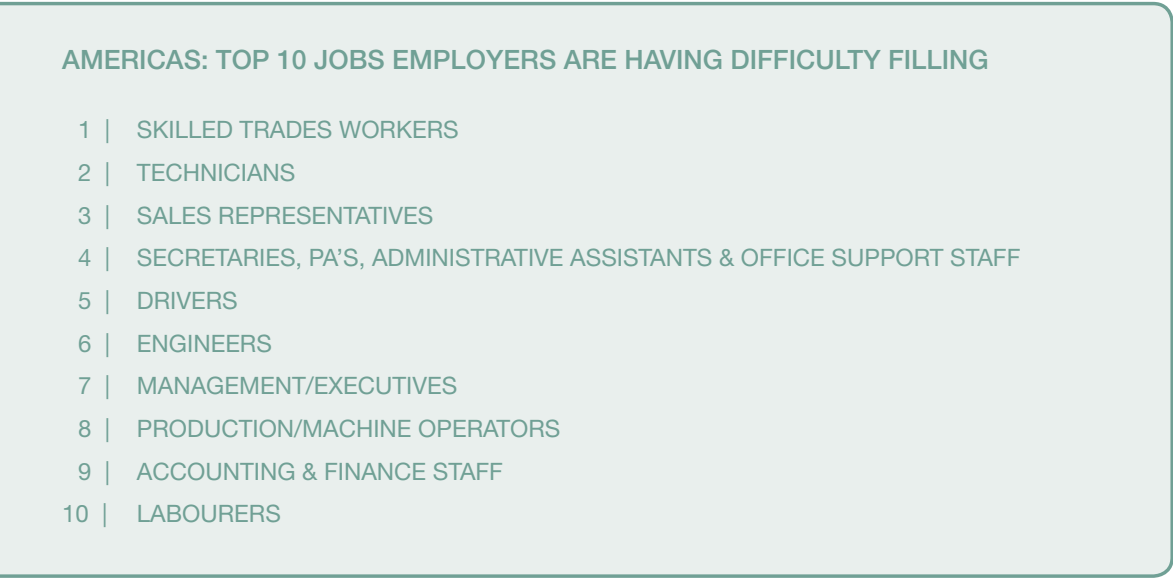 AMERICAS: TOP 10 JOBS EMPLOYERS ARE HAVING DIFFICULTY FILLING
1 | SKILLED TRADES WORKERS
2 | TECHNICIANS
3 | SALES REPRESENTATIVES
4 | SECRETARIES, PA’S, ADMINISTRATIVE ASSISTANTS & OFFICE SUPPORT STAFF
5 | DRIVERS
6 | ENGINEERS
7 | MANAGEMENT/EXECUTIVES
8 | PRODUCTION/MACHINE OPERATORS
9 | ACCOUNTING & FINANCE STAFF
10 | LABOURERS